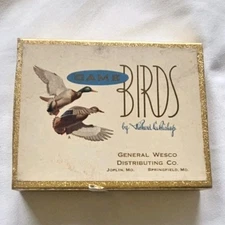 GAME
BIRDS
by Richard E. Bishop
GENERAL WESCO
DISTRIBUTING CO.
JOPLIN, MO. SPRINGFIELD, MO.